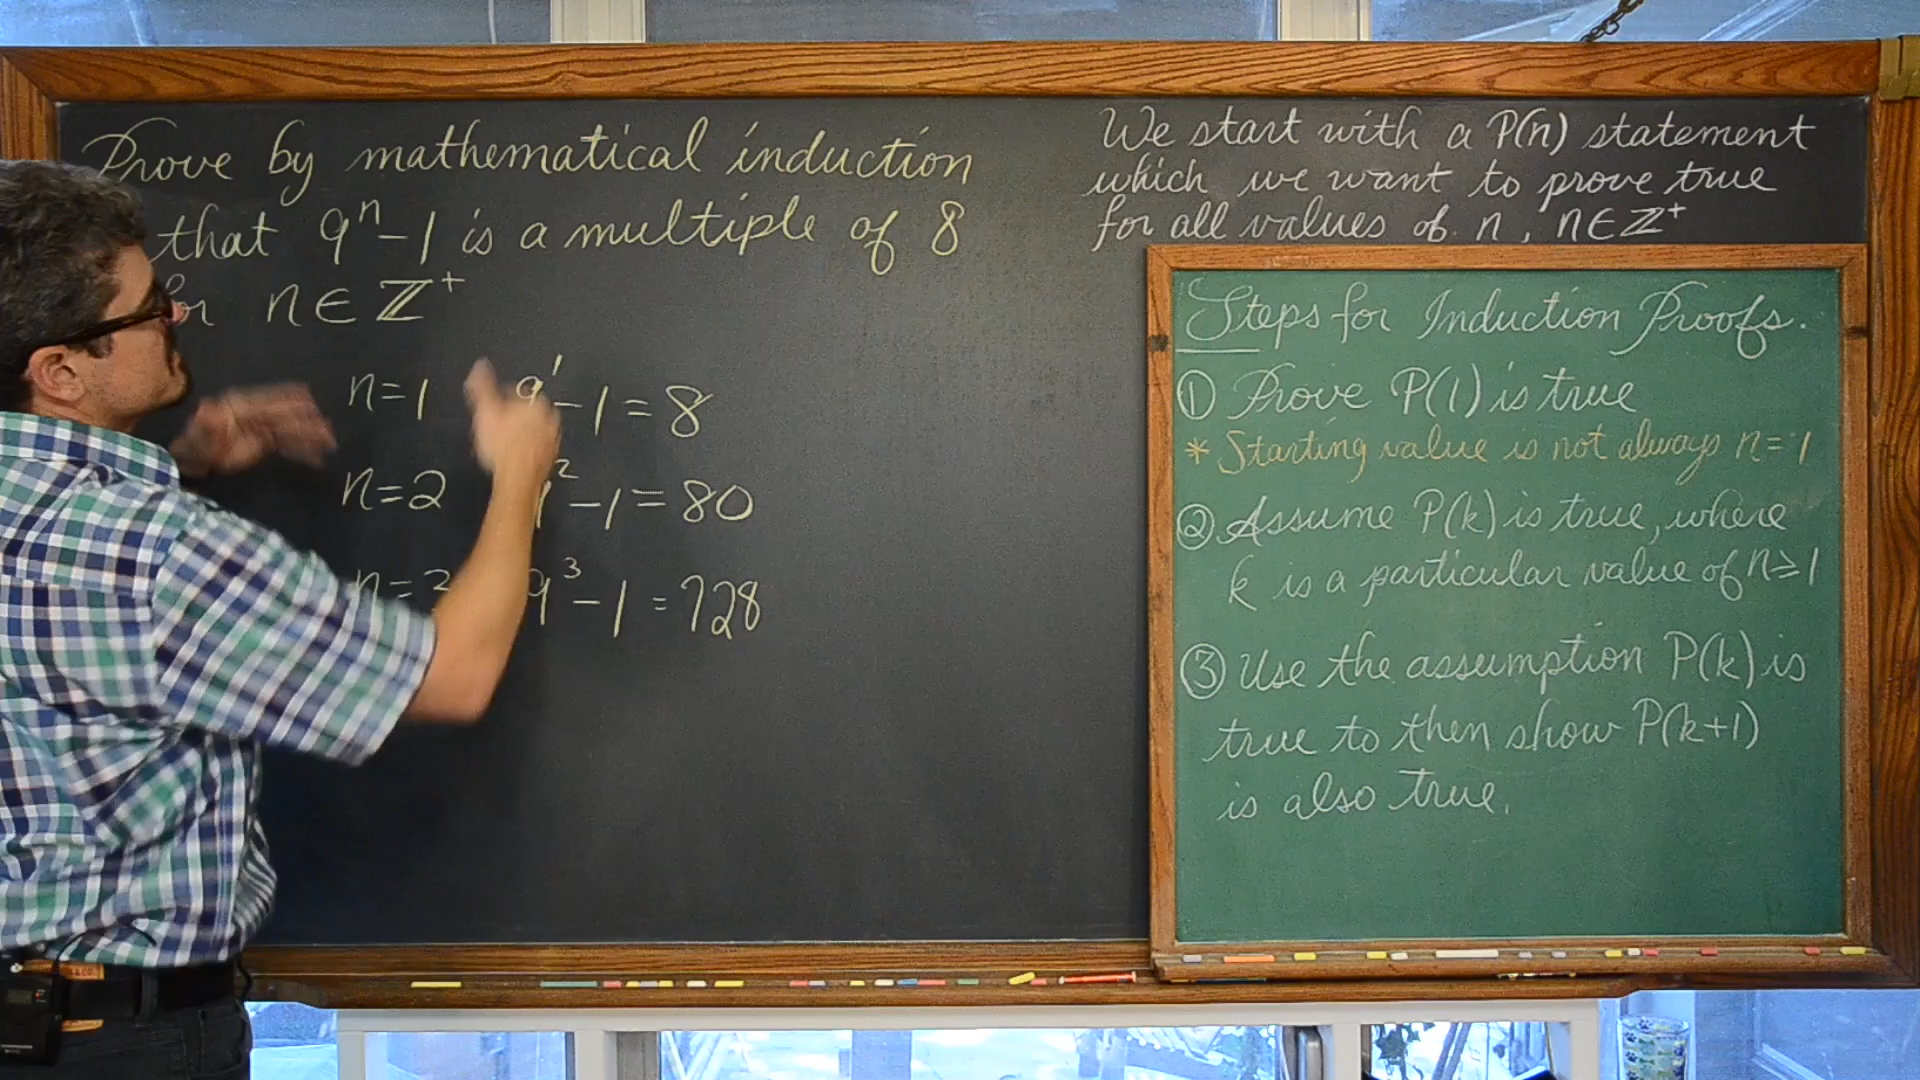 Prove by mathematical induction
that 9ⁿ-1 is a multiple of 8
for n∈ℤ⁺
n=1 9¹-1=8
n=2 9²-1=80
n=3 9³-1=728
We start with a P(n) statement
which we want to prove true
for all values of n, n∈ℤ⁺
Steps for Induction Proofs.
① Prove P(1) is true
* Starting value is not always n=1
② Assume P(k) is true, where
k is a particular value of n≥1
③ Use the assumption P(k) is
true to then show P(k+1)
is also true.